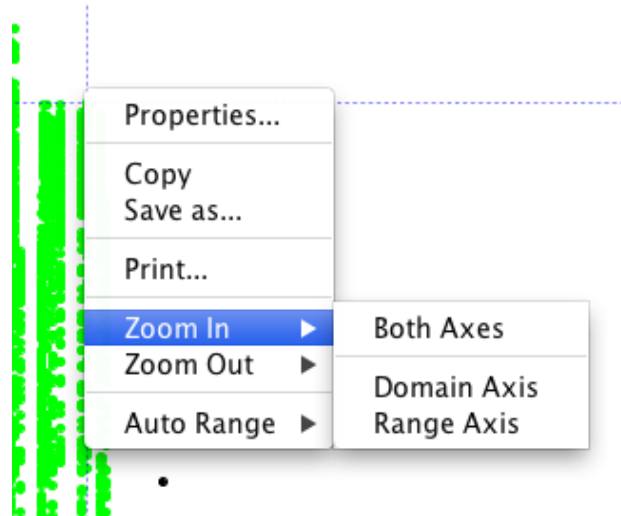 Properties...
Copy
Save as...
Print...
Zoom In
Zoom Out
Auto Range
Both Axes
Domain Axis
Range Axis